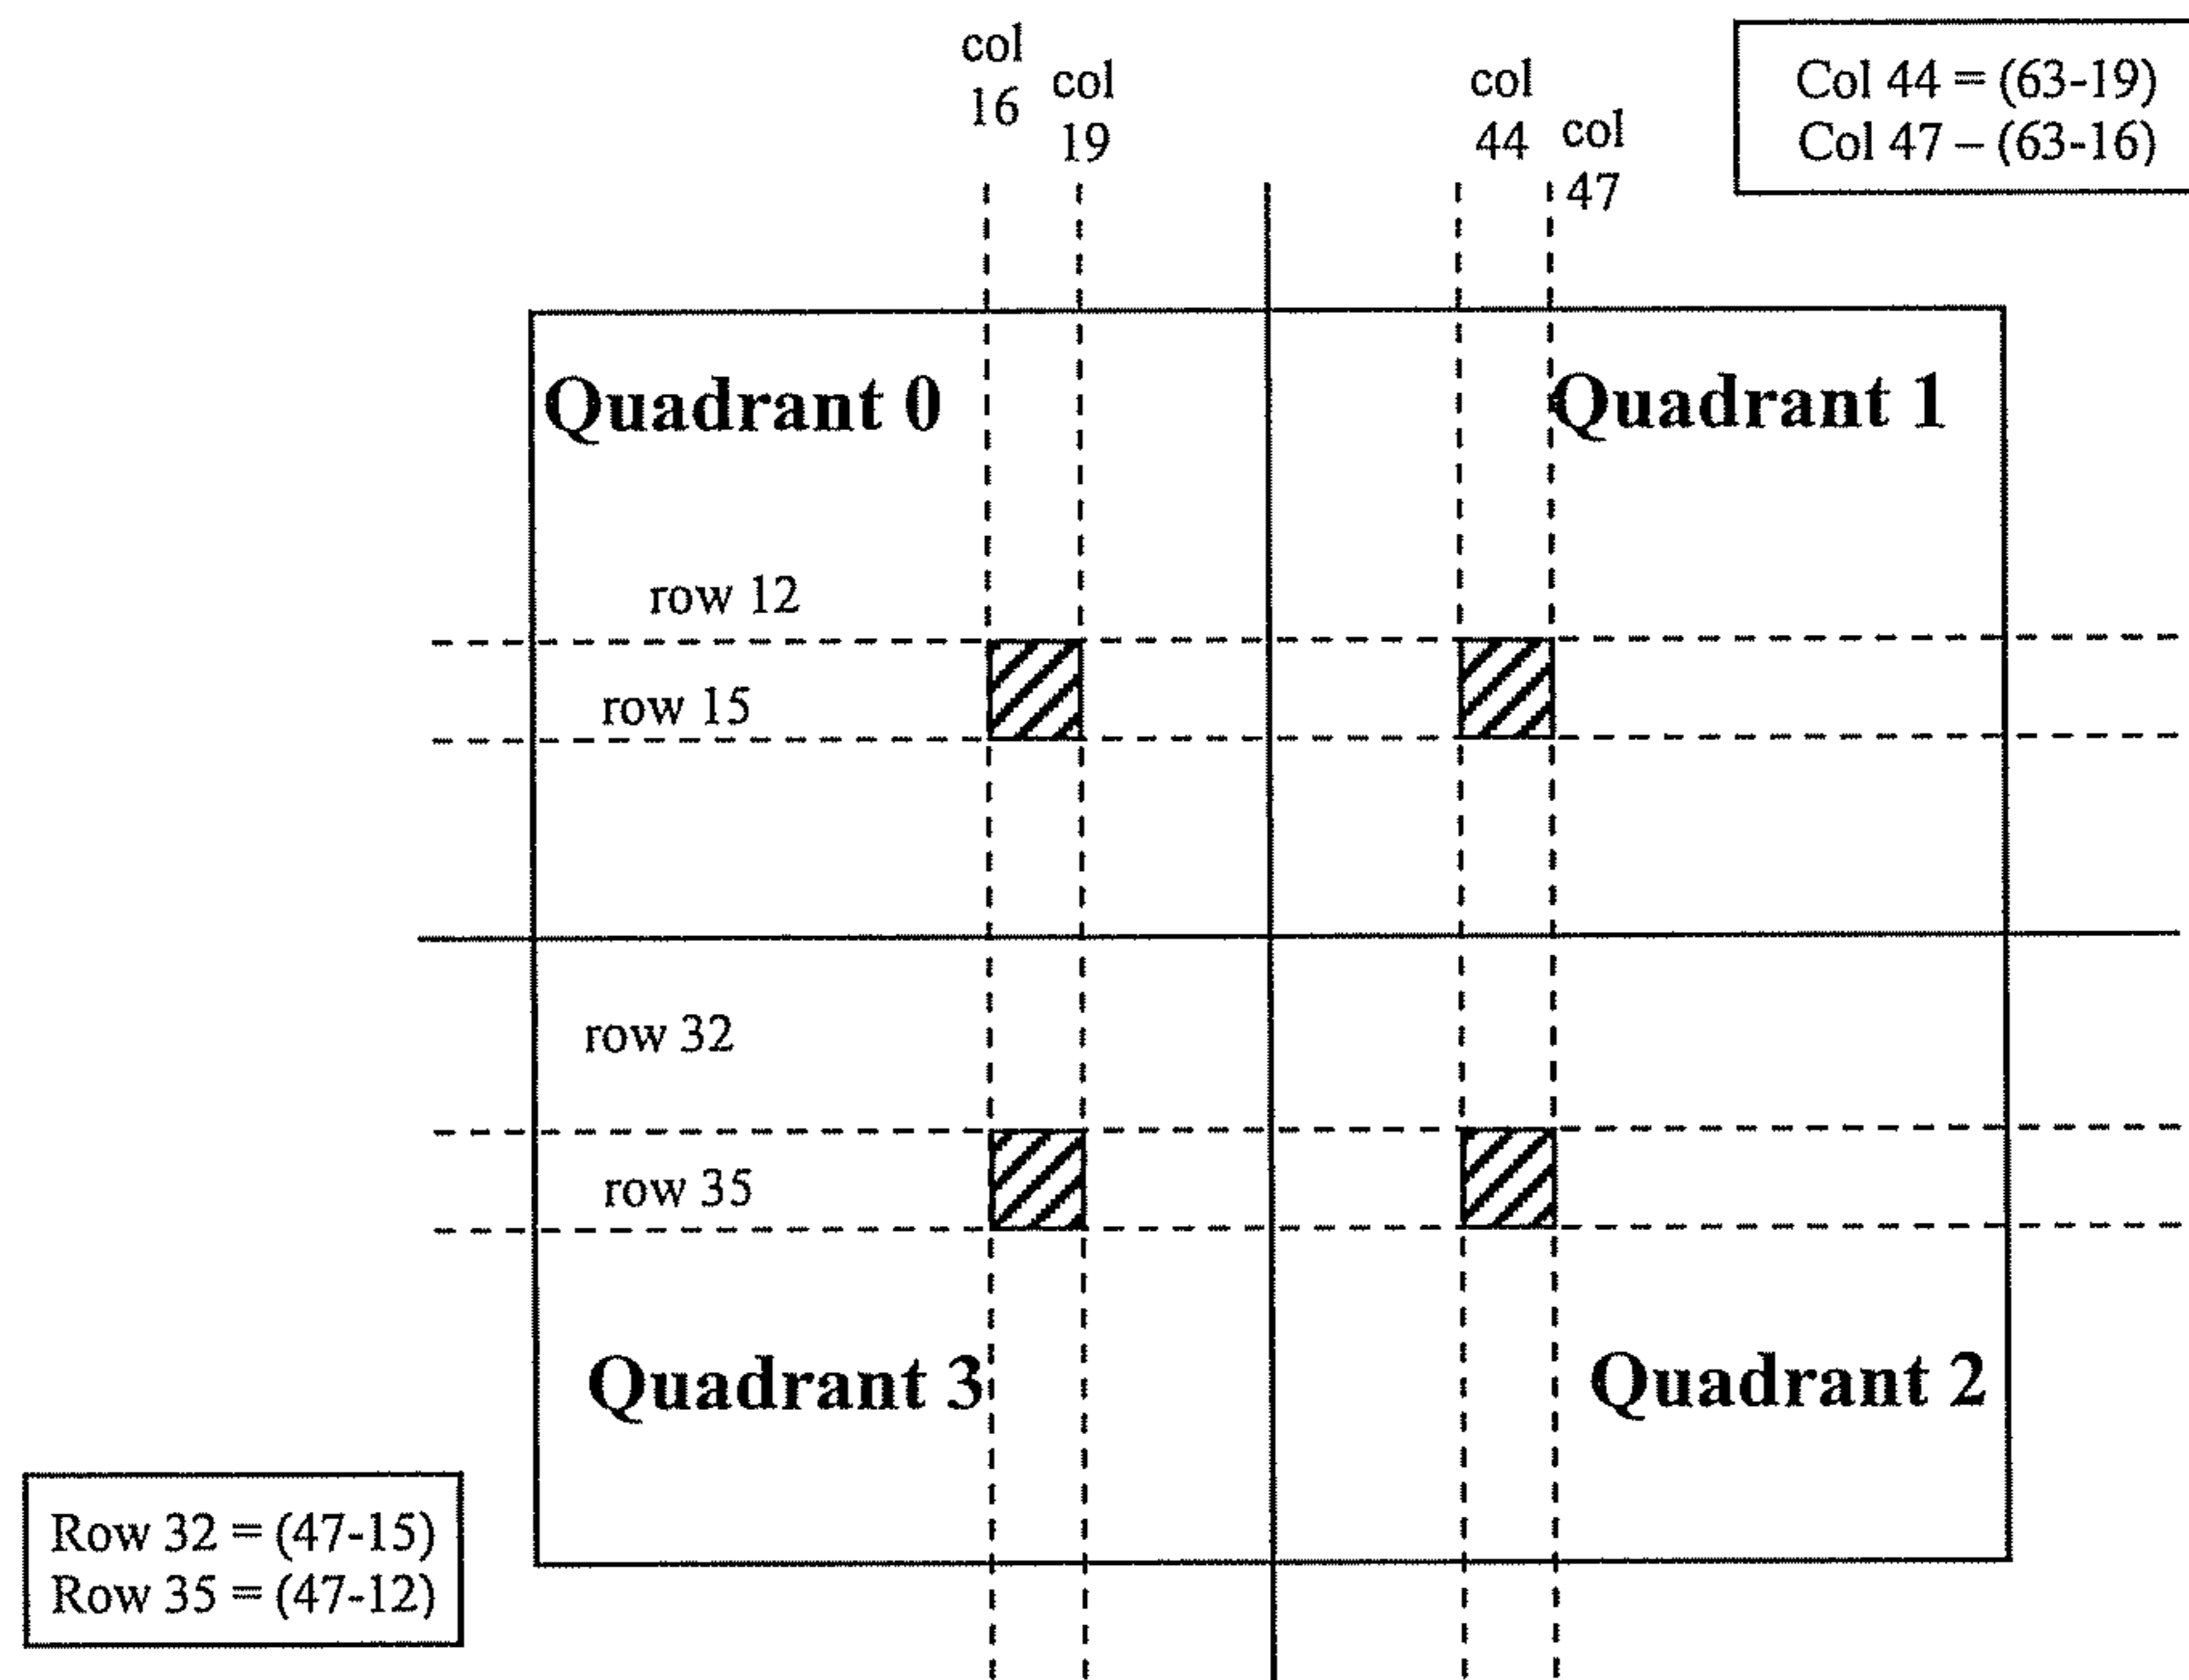 col
16
col
19
col
44
col
47
Col 44 = (63-19)
Col 47 – (63-16)
Quadrant 0
Quadrant 1
row 12
row 15
row 32
row 35
Quadrant 3
Quadrant 2
Row 32 = (47-15)
Row 35 = (47-12)